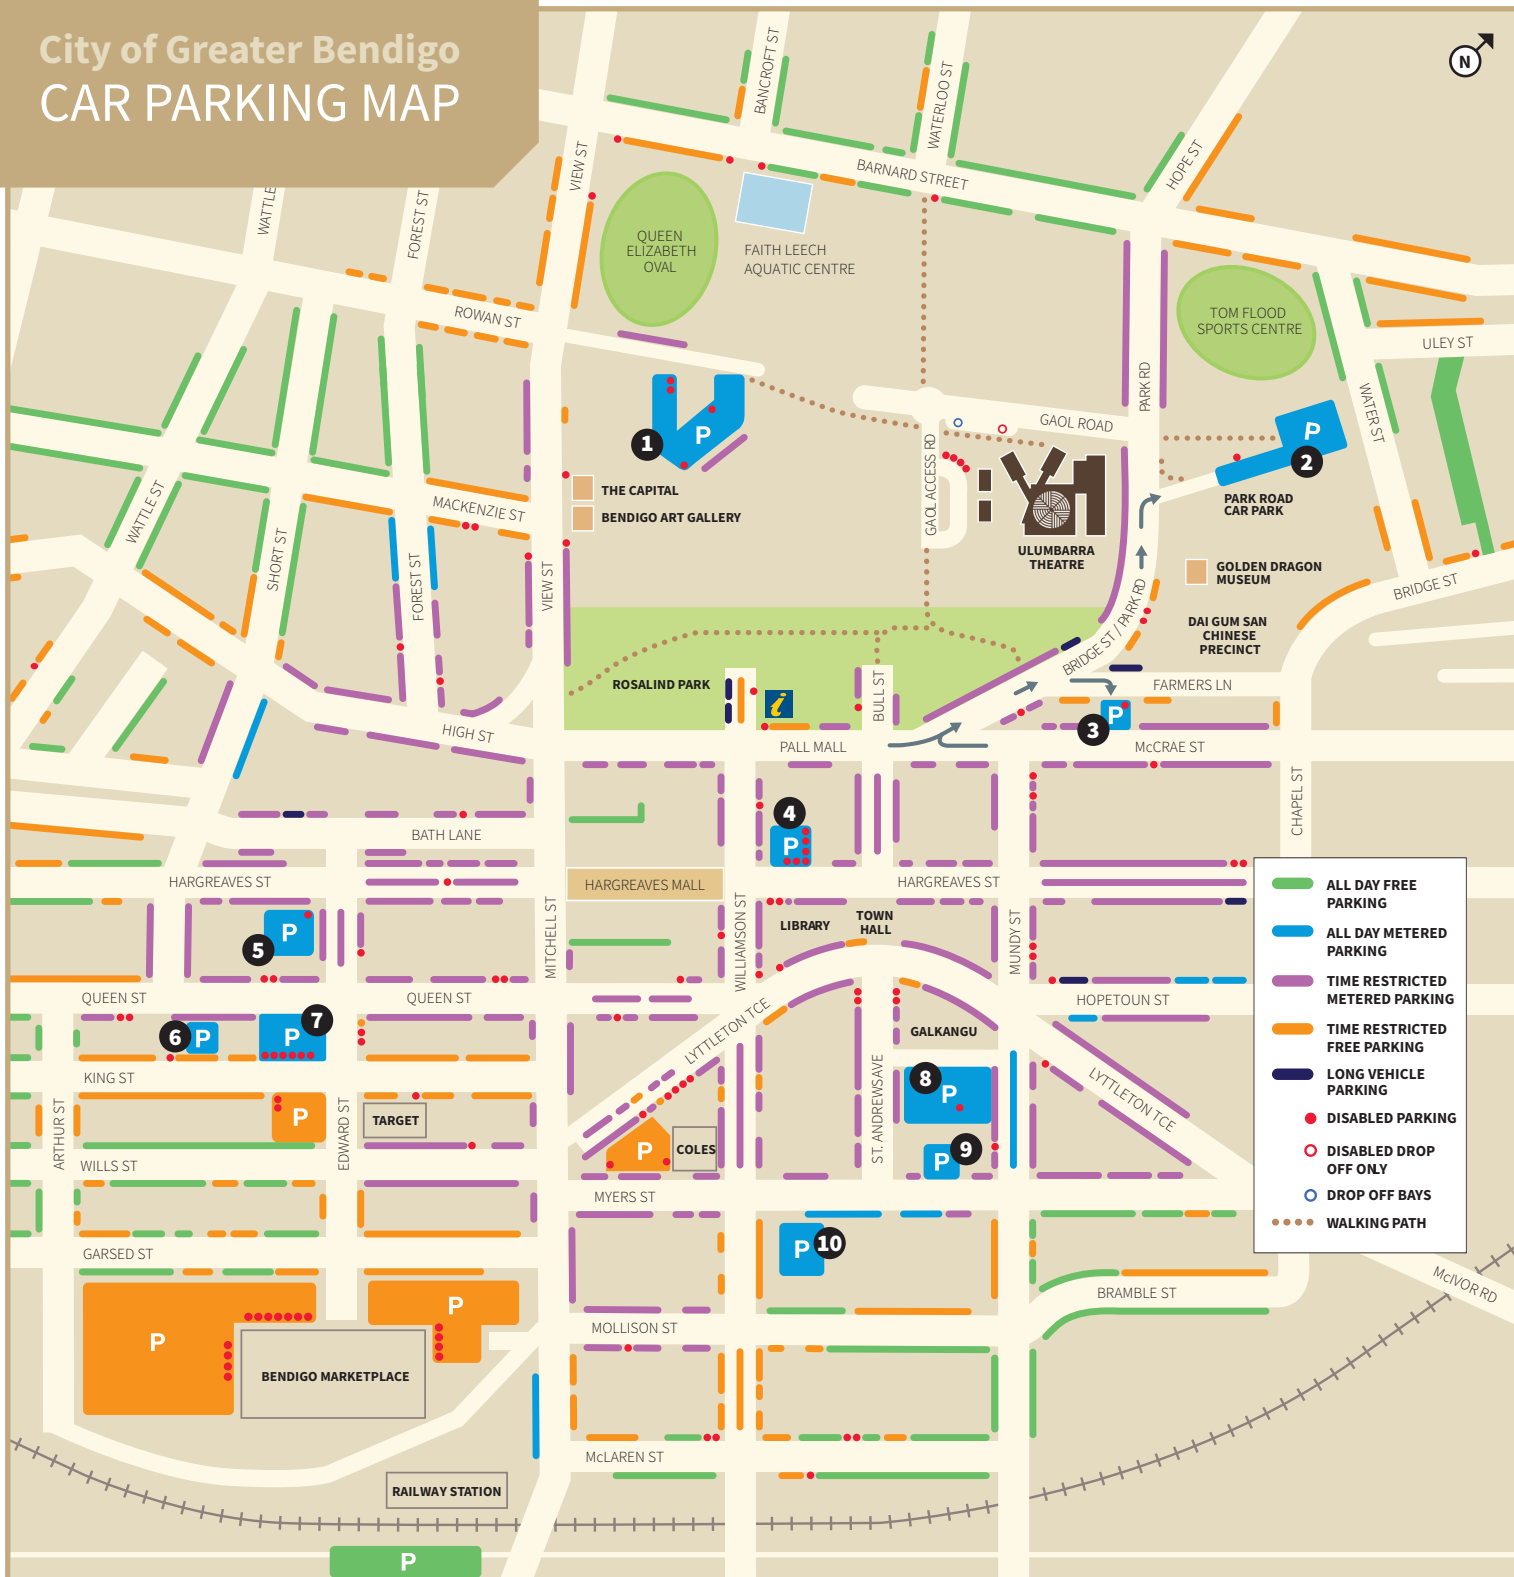 City of Greater Bendigo
CAR PARKING MAP
N
BANCROFT ST
WATERLOO ST
VIEW ST
BARNARD STREET
HOPE ST
WATTLE
FOREST ST
QUEEN
ELIZABETH
OVAL
FAITH LEECH
AQUATIC CENTRE
ROWAN ST
TOM FLOOD
SPORTS CENTRE
ULEY ST
PARK RD
WATER ST
GAOL ROAD
1
P
P
2
GAOL ACCESS RD
THE CAPITAL
BENDIGO ART GALLERY
PARK ROAD
CAR PARK
WATTLE ST
MACKENZIE ST
SHORT ST
FOREST ST
VIEW ST
ULUMBARRA
THEATRE
GOLDEN DRAGON
MUSEUM
BRIDGE ST
BRIDGE ST / PARK RD
DAI GUM SAN
CHINESE
PRECINCT
ROSALIND PARK
i
BULL ST
FARMERS LN
P
3
HIGH ST
PALL MALL
McCRAE ST
CHAPEL ST
4
P
BATH LANE
HARGREAVES ST
HARGREAVES MALL
HARGREAVES ST
MITCHELL ST
WILLIAMSON ST
LIBRARY
TOWN
HALL
MUNDY ST
5
P
QUEEN ST
QUEEN ST
HOPETOUN ST
6
P
P
7
LYTTLETON TCE
GALKANGU
KING ST
ST. ANDREWSAVE
8
P
LYTTLETON TCE
ARTHUR ST
EDWARD ST
P
TARGET
P
COLES
P
9
WILLS ST
MYERS ST
GARSED ST
P
10
P
P
BENDIGO MARKETPLACE
MOLLISON ST
BRAMBLE ST
McIVOR RD
McLAREN ST
RAILWAY STATION
P
ALL DAY FREE
PARKING
ALL DAY METERED
PARKING
TIME RESTRICTED
METERED PARKING
TIME RESTRICTED
FREE PARKING
LONG VEHICLE
PARKING
DISABLED PARKING
DISABLED DROP
OFF ONLY
DROP OFF BAYS
WALKING PATH